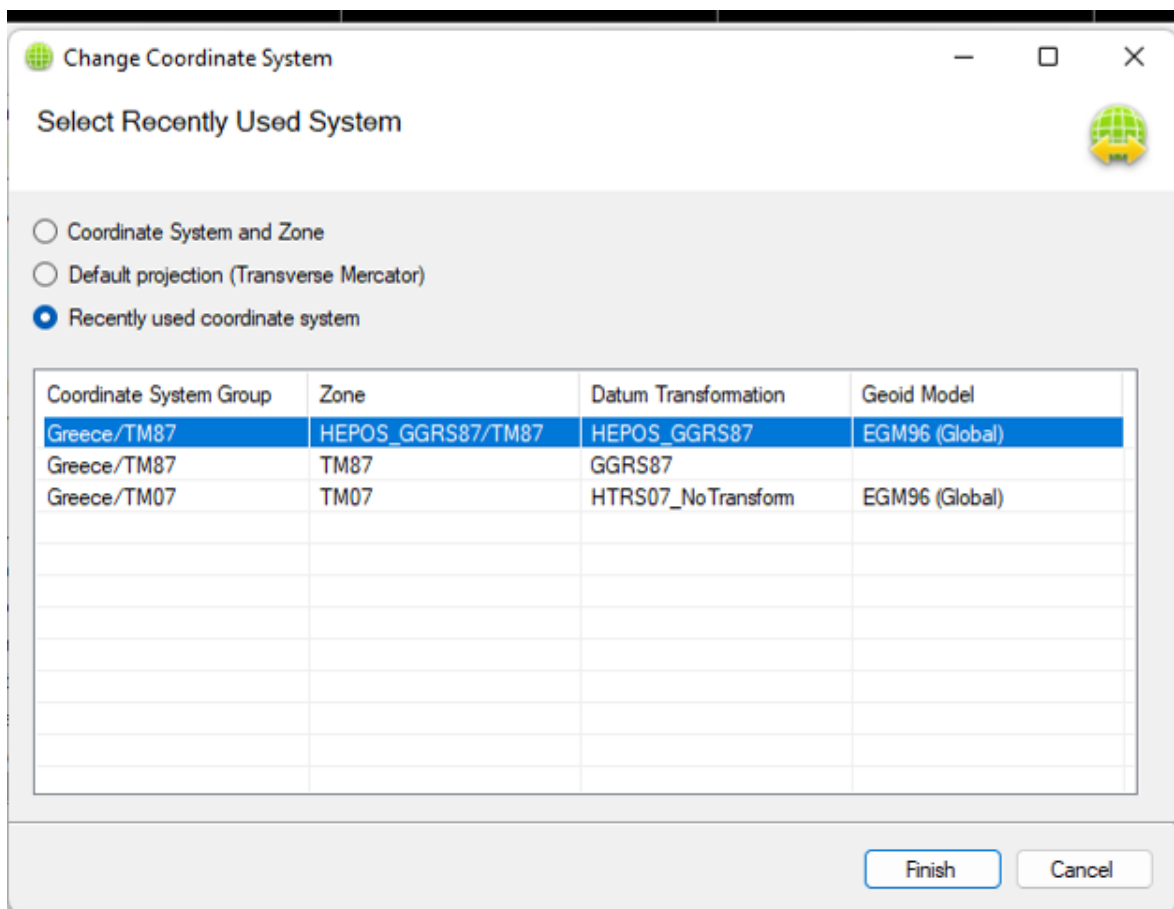 Change Coordinate System
Select Recently Used System
Coordinate System and Zone
Default projection (Transverse Mercator)
Recently used coordinate system
Coordinate System Group Zone Datum Transformation Geoid Model
Greece/TM87 HEPOS_GGRS87/TM87 HEPOS_GGRS87 EGM96 (Global)
Greece/TM87 TM87 GGRS87
Greece/TM07 TM07 HTRS07_NoTransform EGM96 (Global)
Finish Cancel